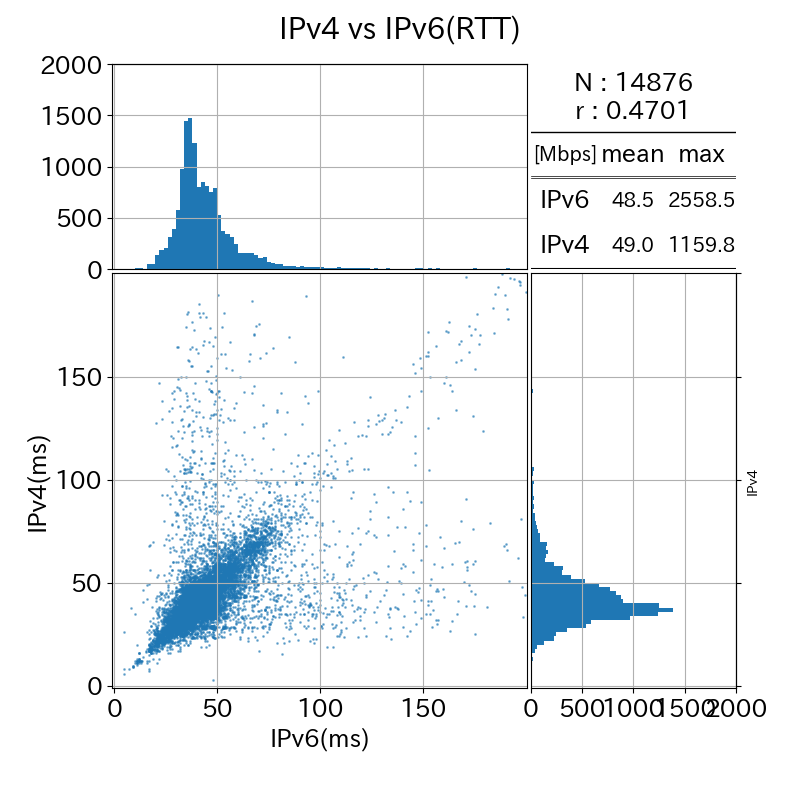 IPv4 vs IPv6(RTT)
2000
1500
1000
500
0
N : 14876
r : 0.4701
[Mbps] mean max
IPv6 48.5 2558.5
IPv4 49.0 1159.8
IPv4(ms)
150
100
50
0
0 50 100 150
IPv6(ms)
0 500 1000 1500 2000
IPv4